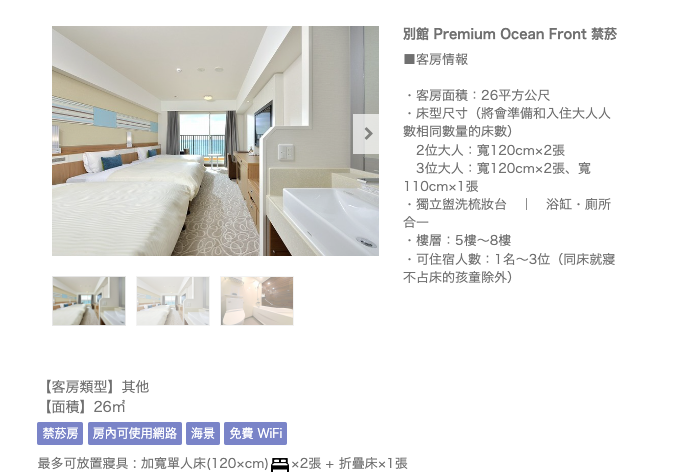 別館 Premium Ocean Front 禁菸
■客房情報
・客房面積：26平方公尺
・床型尺寸（將會準備和入住大人人
數相同數量的床數）
　2位大人：寬120cm×2張
　3位大人：寬120cm×2張、寬
110cm×1張
・獨立盥洗梳妝台　｜　浴缸・廁所
合一
・樓層：5樓～8樓
・可住宿人數：1名～3位（同床就寢
不占床的孩童除外）
【客房類型】其他
【面積】26㎡
禁菸房 房內可使用網路 海景 免費 WiFi
最多可放置寢具：加寬單人床(120×cm) ×2張 + 折疊床×1張